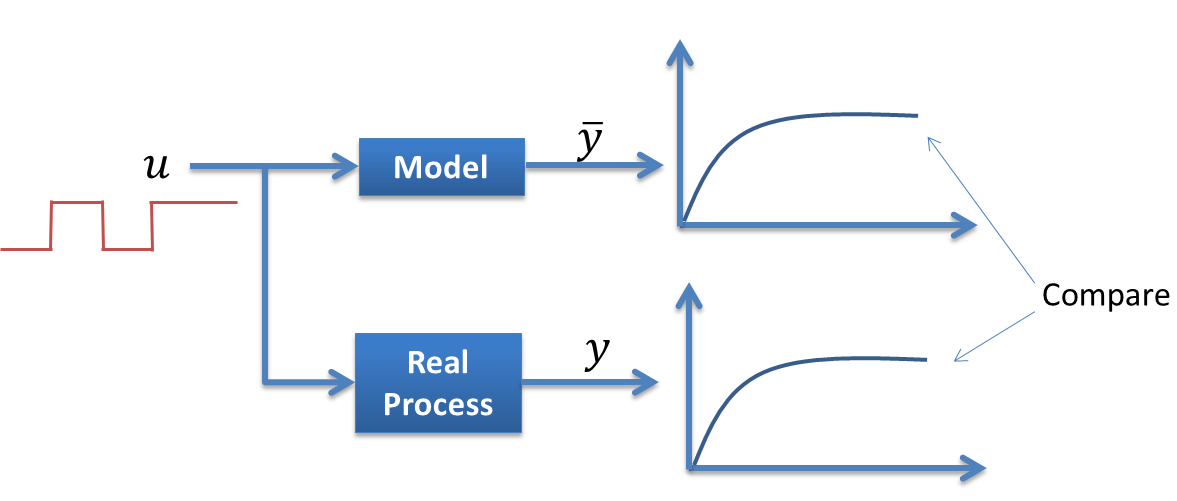 u
Model
ȳ
Compare
Real
Process
y